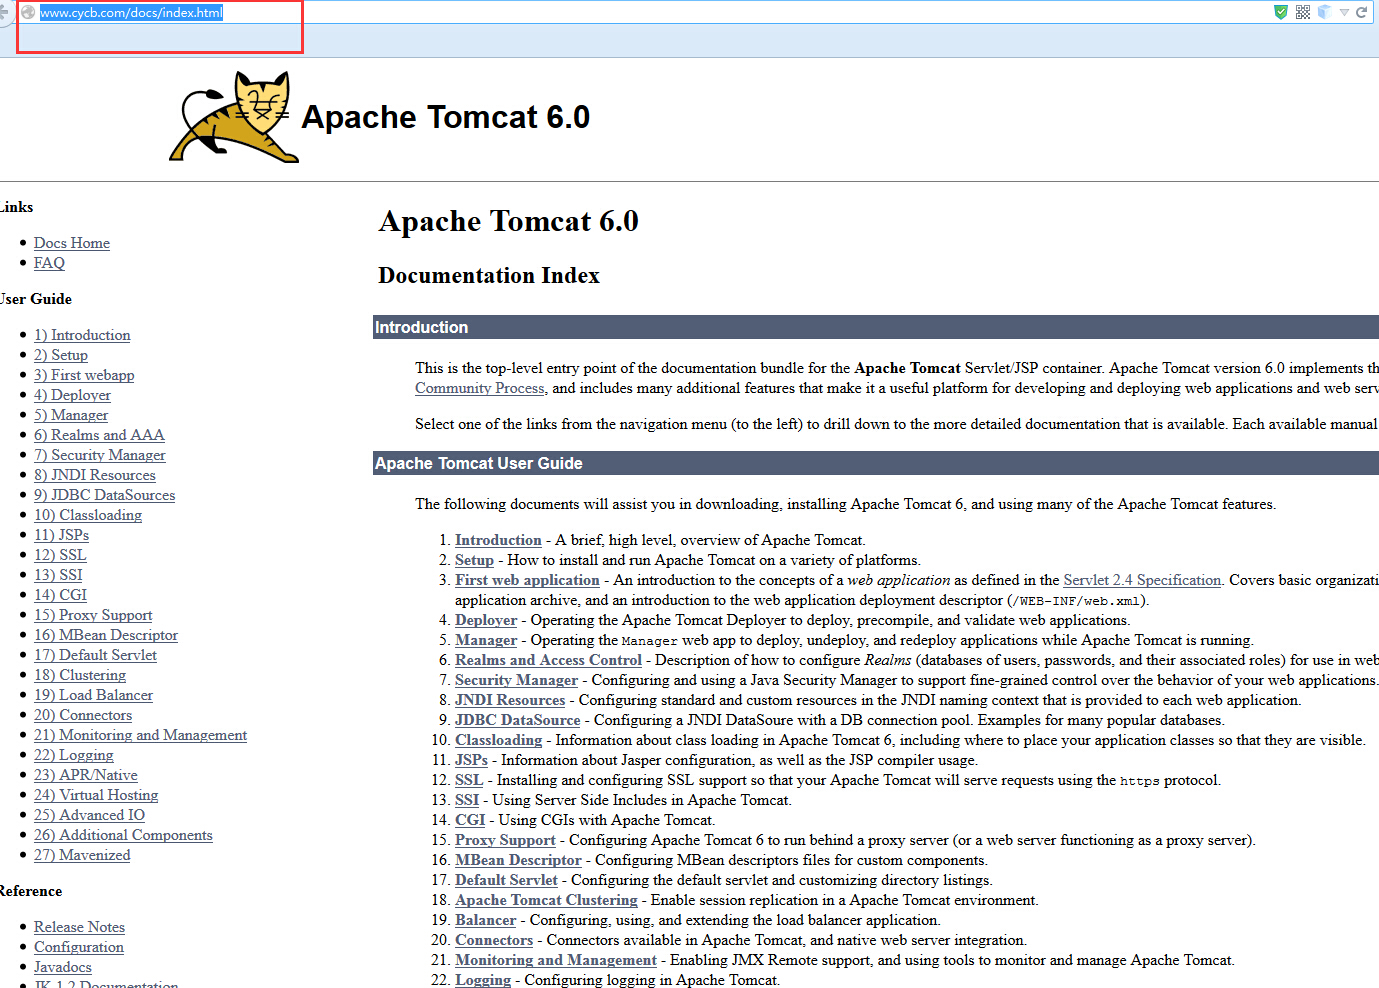 www.cycb.com/docs/index.html
Apache Tomcat 6.0
Links
Docs Home
FAQ
User Guide
1) Introduction
2) Setup
3) First webapp
4) Deployer
5) Manager
6) Realms and AAA
7) Security Manager
8) JNDI Resources
9) JDBC DataSources
10) Classloading
11) JSPs
12) SSL
13) SSI
14) CGI
15) Proxy Support
16) MBean Descriptor
17) Default Servlet
18) Clustering
19) Load Balancer
20) Connectors
21) Monitoring and Management
22) Logging
23) APR/Native
24) Virtual Hosting
25) Advanced IO
26) Additional Components
27) Mavenized
Reference
Release Notes
Configuration
Javadocs
JK 1.2 Documentation
Apache Tomcat 6.0
Documentation Index
Introduction
This is the top-level entry point of the documentation bundle for the Apache Tomcat Servlet/JSP container. Apache Tomcat version 6.0 implements th
Community Process, and includes many additional features that make it a useful platform for developing and deploying web applications and web serv
Select one of the links from the navigation menu (to the left) to drill down to the more detailed documentation that is available. Each available manual
Apache Tomcat User Guide
The following documents will assist you in downloading, installing Apache Tomcat 6, and using many of the Apache Tomcat features.
1. Introduction - A brief, high level, overview of Apache Tomcat.
2. Setup - How to install and run Apache Tomcat on a variety of platforms.
3. First web application - An introduction to the concepts of a web application as defined in the Servlet 2.4 Specification. Covers basic organizati
application archive, and an introduction to the web application deployment descriptor (/WEB-INF/web.xml).
4. Deployer - Operating the Apache Tomcat Deployer to deploy, precompile, and validate web applications.
5. Manager - Operating the Manager web app to deploy, undeploy, and redeploy applications while Apache Tomcat is running.
6. Realms and Access Control - Description of how to configure Realms (databases of users, passwords, and their associated roles) for use in web
7. Security Manager - Configuring and using a Java Security Manager to support fine-grained control over the behavior of your web applications.
8. JNDI Resources - Configuring standard and custom resources in the JNDI naming context that is provided to each web application.
9. JDBC DataSource - Configuring a JNDI DataSoure with a DB connection pool. Examples for many popular databases.
10. Classloading - Information about class loading in Apache Tomcat 6, including where to place your application classes so that they are visible.
11. JSPs - Information about Jasper configuration, as well as the JSP compiler usage.
12. SSL - Installing and configuring SSL support so that your Apache Tomcat will serve requests using the https protocol.
13. SSI - Using Server Side Includes in Apache Tomcat.
14. CGI - Using CGIs with Apache Tomcat.
15. Proxy Support - Configuring Apache Tomcat 6 to run behind a proxy server (or a web server functioning as a proxy server).
16. MBean Descriptor - Configuring MBean descriptors files for custom components.
17. Default Servlet - Configuring the default servlet and customizing directory listings.
18. Apache Tomcat Clustering - Enable session replication in a Apache Tomcat environment.
19. Balancer - Configuring, using, and extending the load balancer application.
20. Connectors - Connectors available in Apache Tomcat, and native web server integration.
21. Monitoring and Management - Enabling JMX Remote support, and using tools to monitor and manage Apache Tomcat.
22. Logging - Configuring logging in Apache Tomcat.